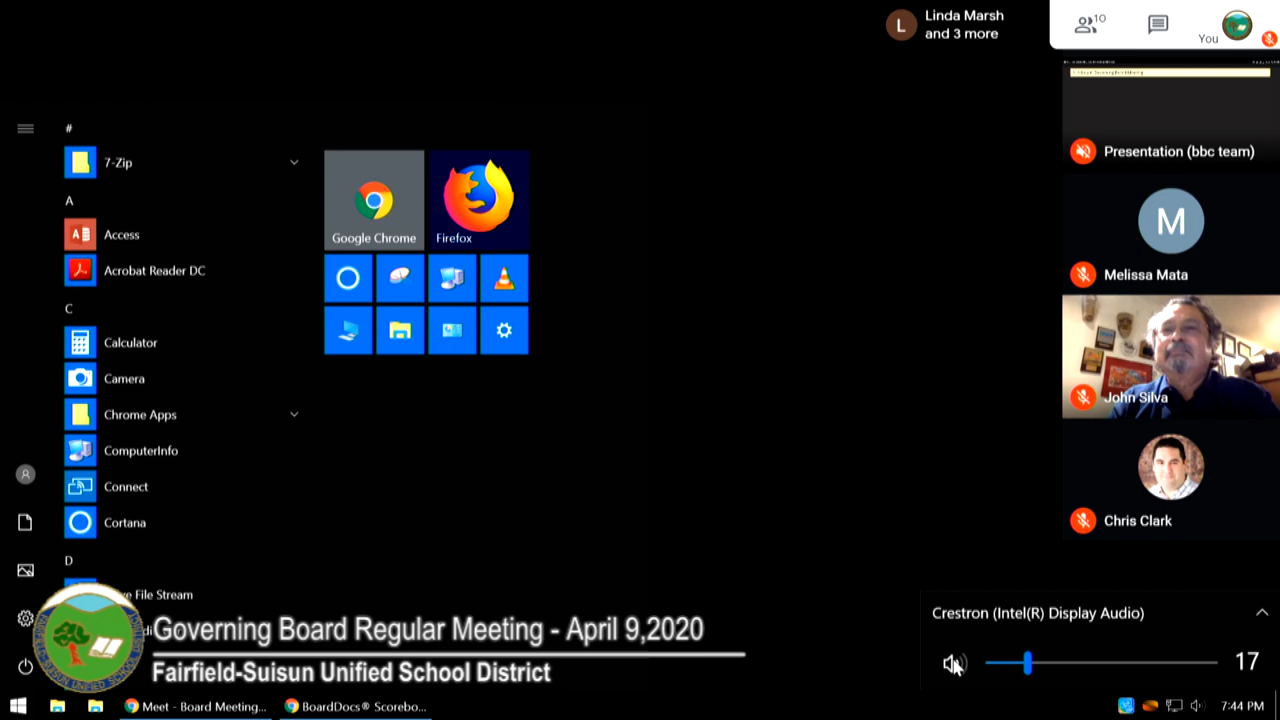 Linda Marsh
and 3 more
L
10
You
Presentation (bbc team)
M
Melissa Mata
John Silva
Chris Clark
#
7-Zip
A
Access
Acrobat Reader DC
C
Calculator
Camera
Chrome Apps
ComputerInfo
Connect
Cortana
D
File Stream
Google Chrome
Firefox
Crestron (Intel(R) Display Audio)
17
Governing Board Regular Meeting - April 9,2020
Fairfield-Suisun Unified School District
Meet - Board Meeting...
BoardDocs® Scorebo...
7:44 PM